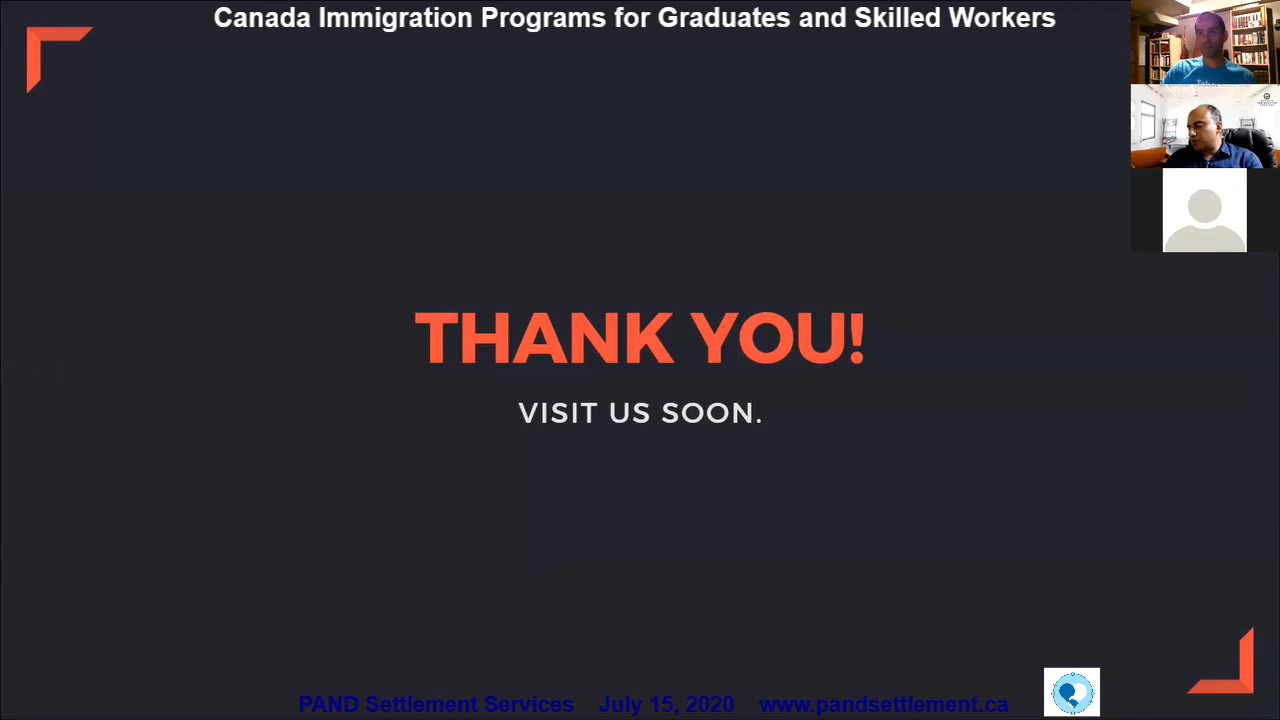 Canada Immigration Programs for Graduates and Skilled Workers
THANK YOU!
VISIT US SOON.
PAND Settlement Services July 15, 2020 www.pandsettlement.ca